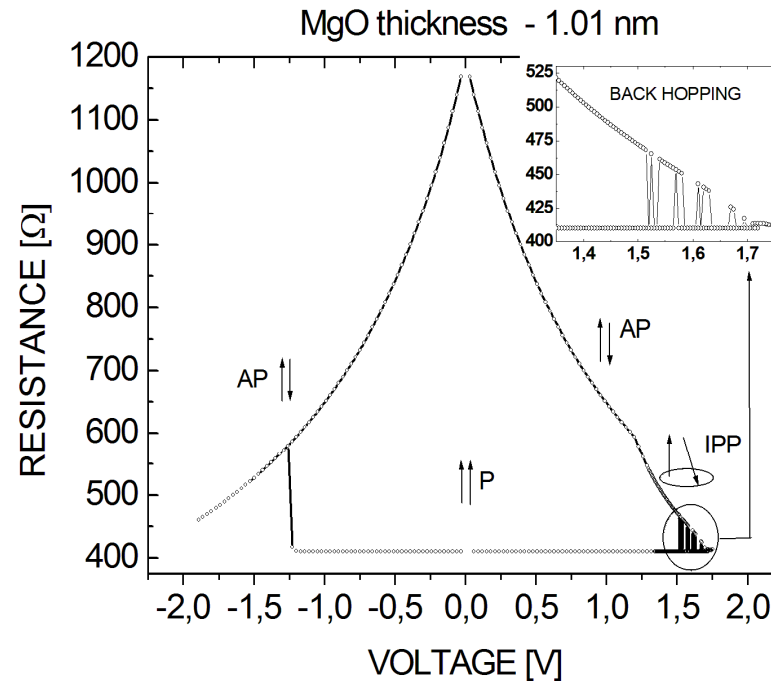 MgO thickness - 1.01 nm
RESISTANCE [Ω]
1200
1100
1000
900
800
700
600
500
400
-2,0 -1,5 -1,0 -0,5 0,0 0,5 1,0 1,5 2,0
VOLTAGE [V]
AP
P
AP
IPP
BACK HOPPING
525
500
475
450
425
400
1,4 1,5 1,6 1,7